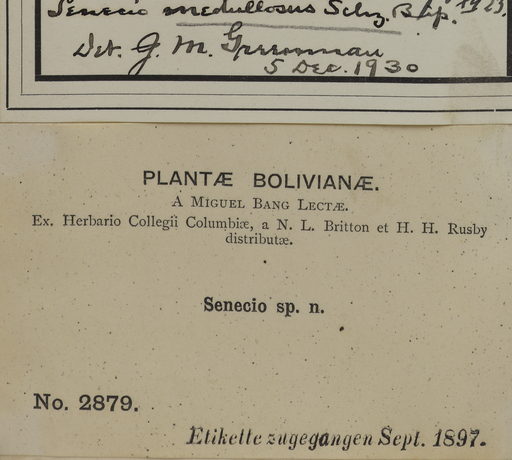 Senecio medullosus Schz. Bip. 1923.
Det. J. M. Greenman
5 Dec. 1930
PLANTÆ BOLIVIANÆ.
A MIGUEL BANG LECTÆ.
Ex. Herbario Collegii Columbiæ, a N. L. Britton et H. H. Rusby
distributæ.
Senecio sp. n.
No. 2879.
Etikette zugegangen Sept. 1897.